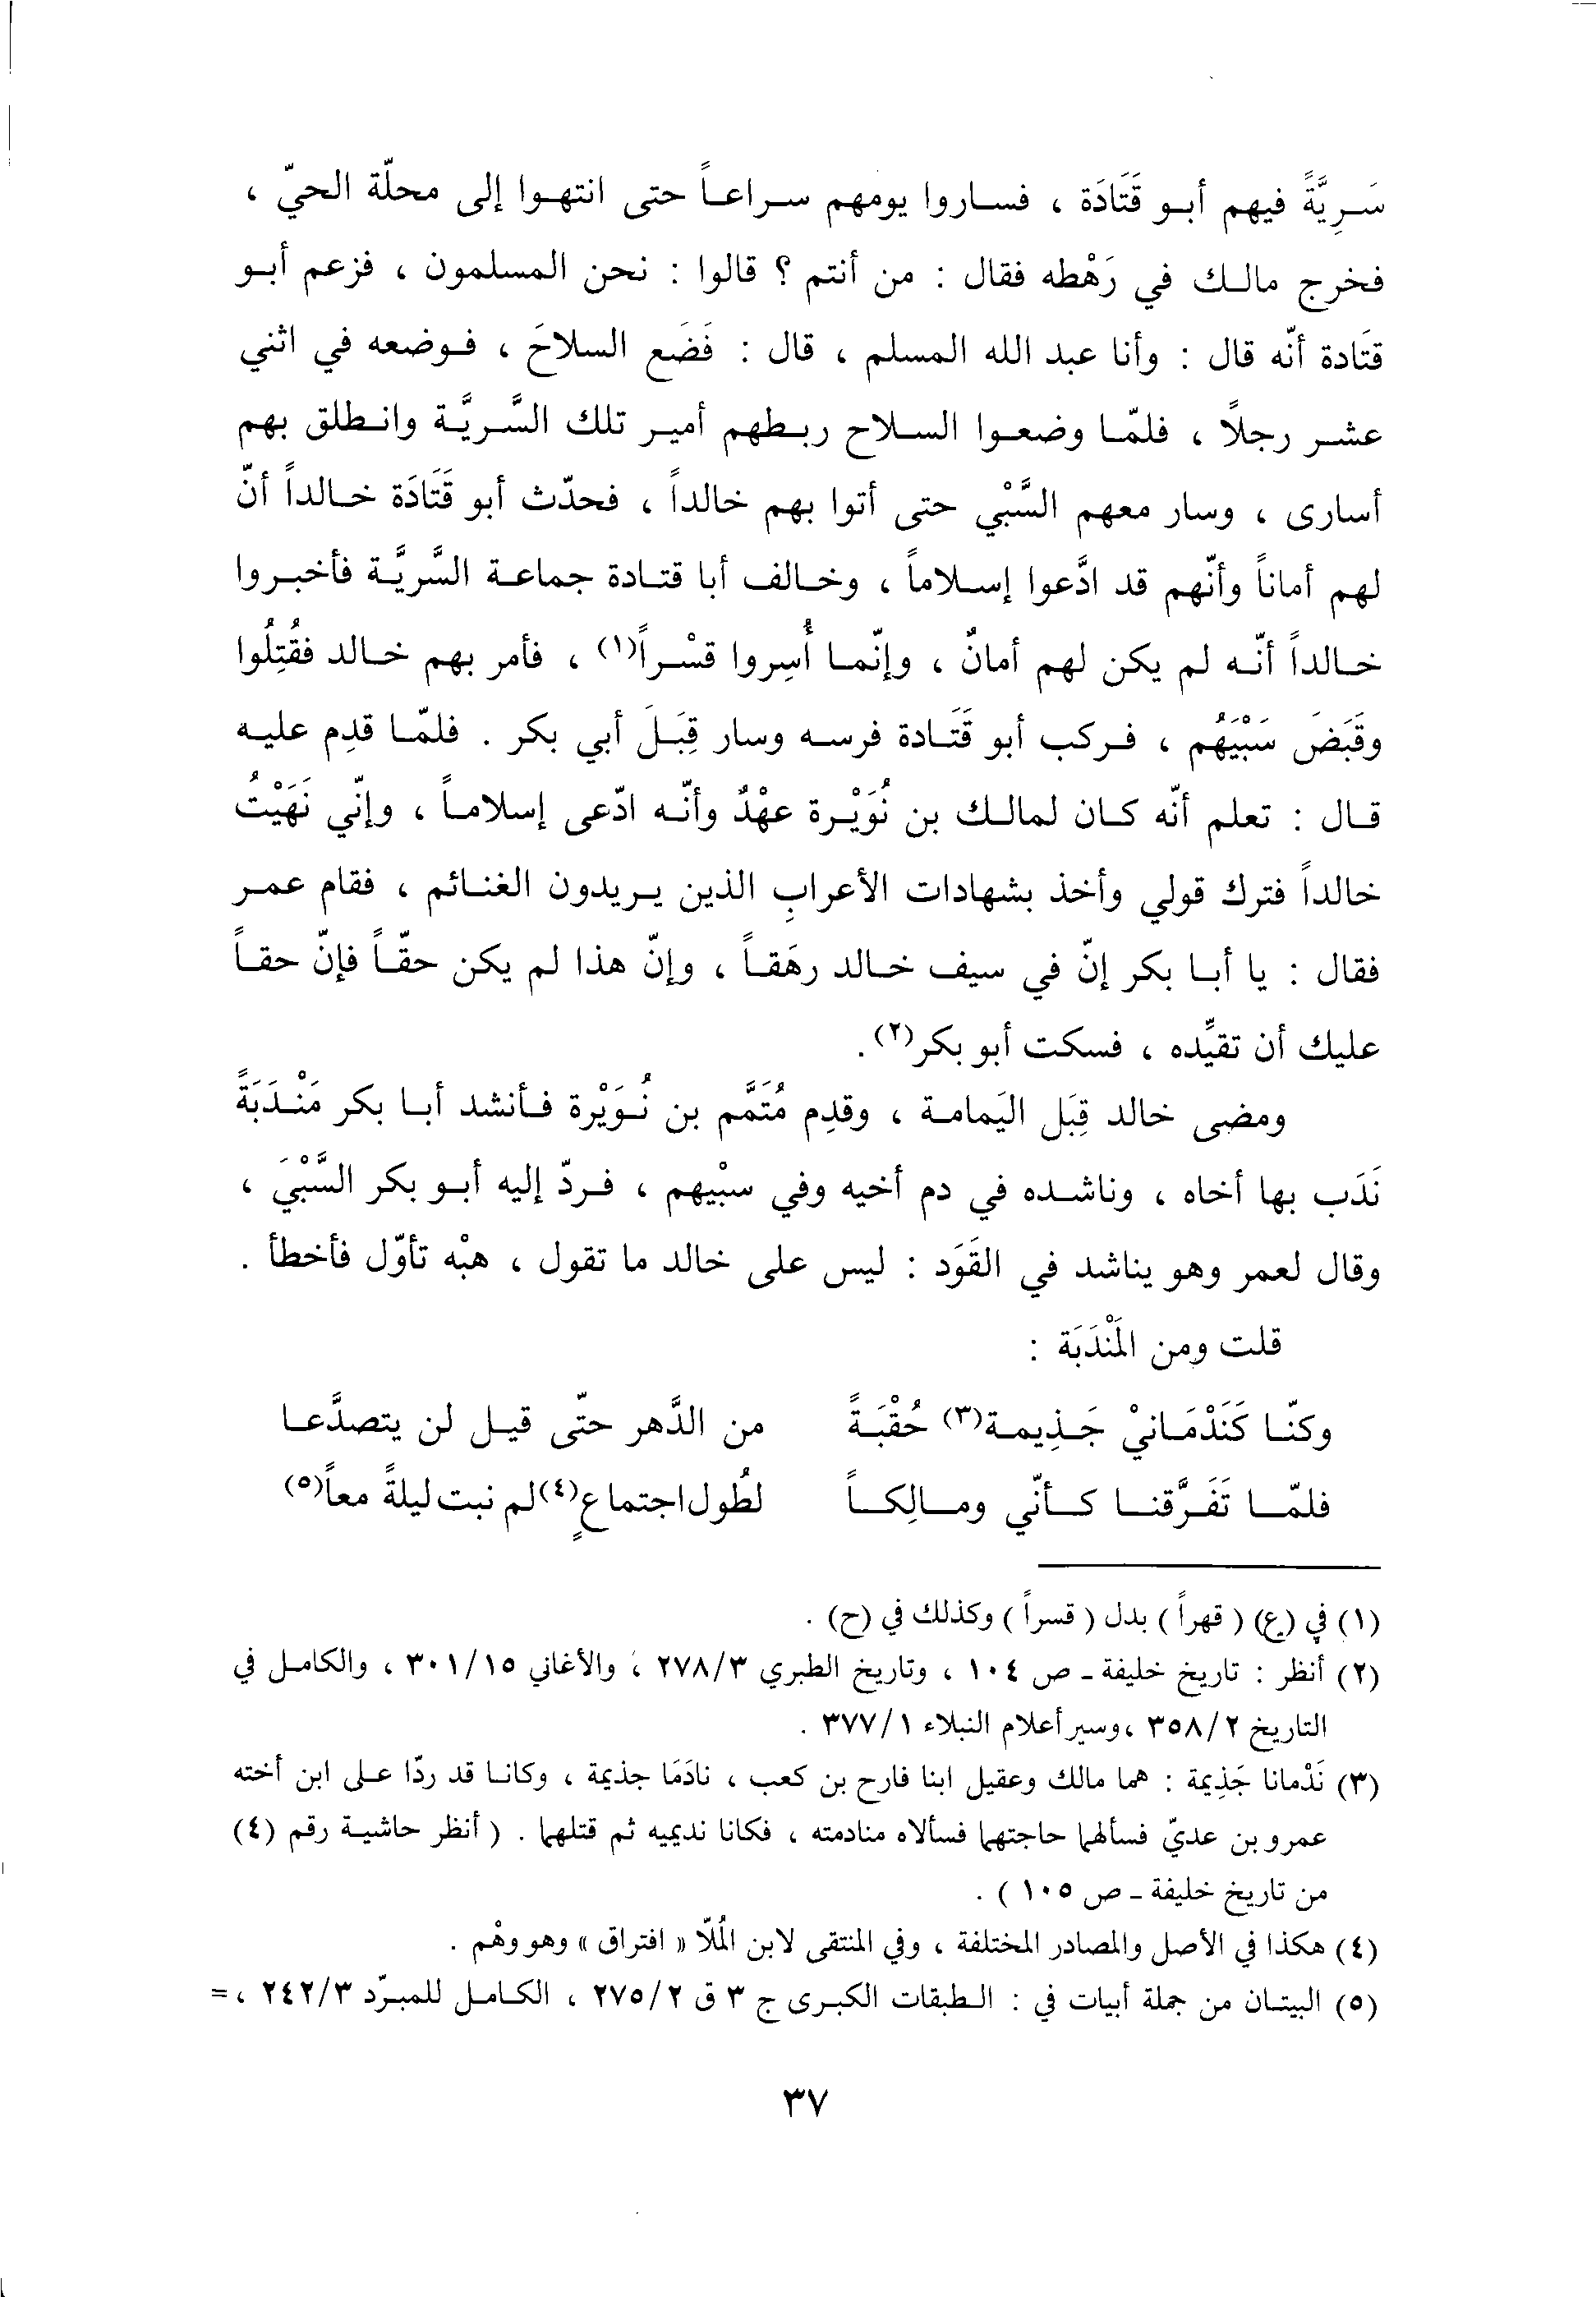 سَرِيَّةً فيهم أبو قَتَادَة ، فساروا يومهم سراعاً حتى انتهوا إلى محلّة الحيّ ،
فخرج مالك في رَهْطه فقال : من أنتم ؟ قالوا : نحن المسلمون ، فزعم أبو
قتَادة أنّه قال : وأنا عبد الله المسلم ، قال : فَضَع السلاحَ ، فوضعه في اثني
عشر رجلاً ، فلمّا وضعوا السلاح ربطهم أمير تلك السَّريَّة وانطلق بهم
أسارى ، وسار معهم السَّبْي حتى أتوا بهم خالداً ، فحدّث أبو قَتَادَة خالداً أنّ
لهم أماناً وأنّهم قد ادَّعوا إسلاماً ، وخالف أبا قتادة جماعة السَّريَّة فأخبروا
خالداً أنّه لم يكن لهم أمانٌ ، وإنّما أُسِروا قسْراً(١) ، فأمر بهم خالد فقُتِلُوا
وقَبَضَ سَبْيَهُم ، فركب أبو قَتَادة فرسه وسار قِبَلَ أبي بكر . فلمّا قدِم عليه
قال : تعلم أنّه كان لمالك بن نُوَيْرة عهْدٌ وأنّه ادّعى إسلاماً ، وإنّي نَهَيْتُ
خالداً فترك قولي وأخذ بشهادات الأعرابِ الذين يريدون الغنائم ، فقام عمر
فقال : يا أبا بكر إنّ في سيف خالد رهَقاً ، وإنّ هذا لم يكن حقّاً فإنّ حقاً
عليك أن تقيِّده ، فسكت أبو بكر(٢) .
ومضى خالد قِبَل اليَمامة ، وقدِم مُتَمَّم بن نُوَيْرة فأنشد أبا بكر مَنْدَبَةً
نَدَب بها أخاه ، وناشده في دم أخيه وفي سبْيهم ، فردّ إليه أبو بكر السَّبْيَ ،
وقال لعمر وهو يناشد في القَوَد : ليس على خالد ما تقول ، هبْه تأوّل فأخطأ .
قلت ومن المَنْدَبَة :
وكنّا كَنَدْمَانيْ جَذِيمة(٣) حُقْبَةً من الدَّهر حتّى قيل لن يتصدَّعا
فلمّا تَفَرَّقنا كأنّي ومالِكاً لطُول اجتماعٍ(٤) لم نبت ليلةً معاً(٥)
(١) في (ع) ( قهراً ) بدل ( قسراً ) وكذلك في (ح) .
(٢) أنظر : تاريخ خليفة ـ ص ١٠٤ ، وتاريخ الطبري ٢٧٨/٣ ، والأغاني ٣٠١/١٥ ، والكامل في
التاريخ ٣٥٨/٢ ، وسير أعلام النبلاء ٣٧٧/١ .
(٣) نَدْمانا جَذِيمة : هما مالك وعقيل ابنا فارح بن كعب ، نادَمَا جذيمة ، وكانا قد ردّا على ابن أخته
عمرو بن عديّ فسألهما حاجتهما فسألاه منادمته ، فكانا نديميه ثم قتلهما . ( أنظر حاشية رقم (٤)
من تاريخ خليفة ـ ص ١٠٥ ) .
(٤) هكذا في الأصل والمصادر المختلفة ، وفي المنتقى لابن المُلّا « افتراق » وهو وهْم .
(٥) البيتان من جملة أبيات في : الطبقات الكبرى ج ٣ ق ٢٧٥/٢ ، الكامل للمبرّد ٢٤٢/٣ ، =
٣٧